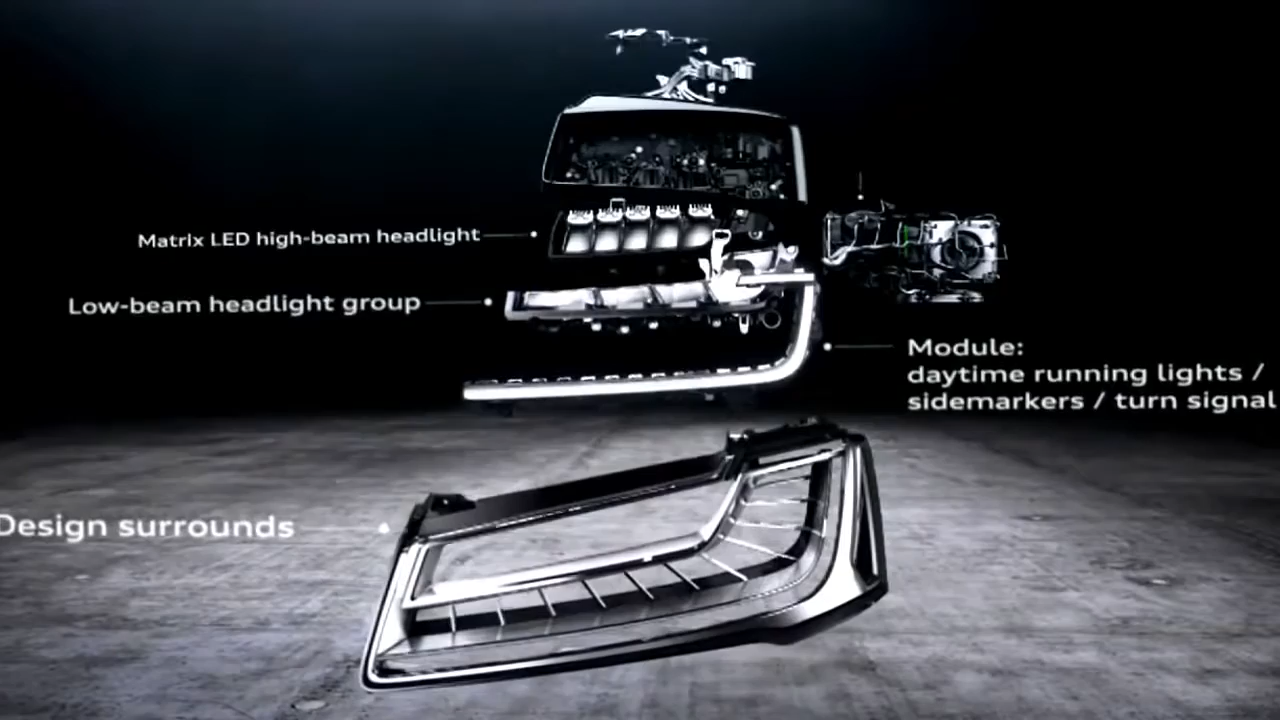 Matrix LED high-beam headlight
Low-beam headlight group
Module:
daytime running lights /
sidemarkers / turn signal
Design surrounds